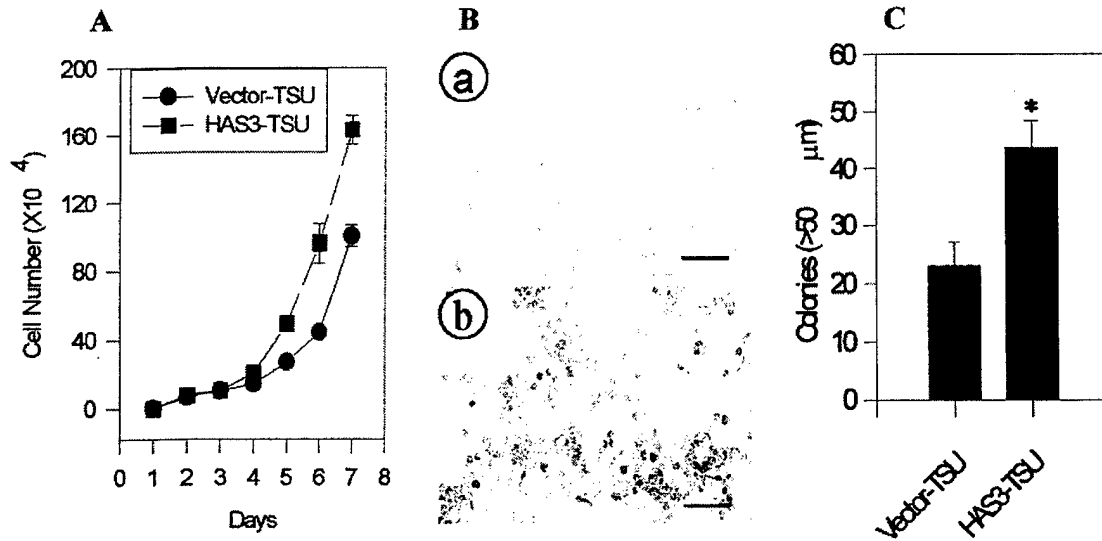 A
200
160
120
80
40
0
Cell Number (X10 4)
Vector-TSU
HAS3-TSU
0 1 2 3 4 5 6 7 8
Days
B
a
b
C
60
50
40
30
20
10
0
Colonies (>50 μm)
*
Vector-TSU
HAS3-TSU